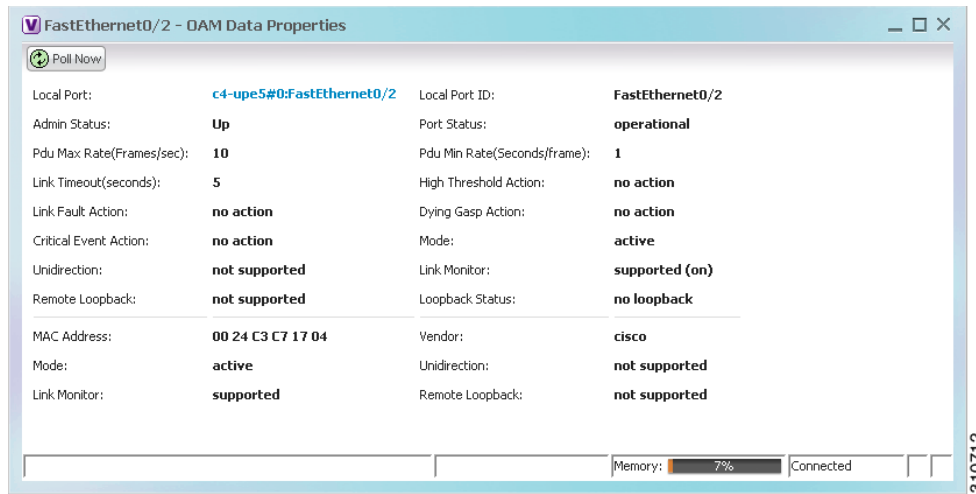 V FastEthernet0/2 - OAM Data Properties
Poll Now
Local Port: c4-upe5#0:FastEthernet0/2 Local Port ID: FastEthernet0/2
Admin Status: Up Port Status: operational
Pdu Max Rate(Frames/sec): 10 Pdu Min Rate(Seconds/frame): 1
Link Timeout(seconds): 5 High Threshold Action: no action
Link Fault Action: no action Dying Gasp Action: no action
Critical Event Action: no action Mode: active
Unidirection: not supported Link Monitor: supported (on)
Remote Loopback: not supported Loopback Status: no loopback
MAC Address: 00 24 C3 C7 17 04 Vendor: cisco
Mode: active Unidirection: not supported
Link Monitor: supported Remote Loopback: not supported
Memory: 7% Connected
310712